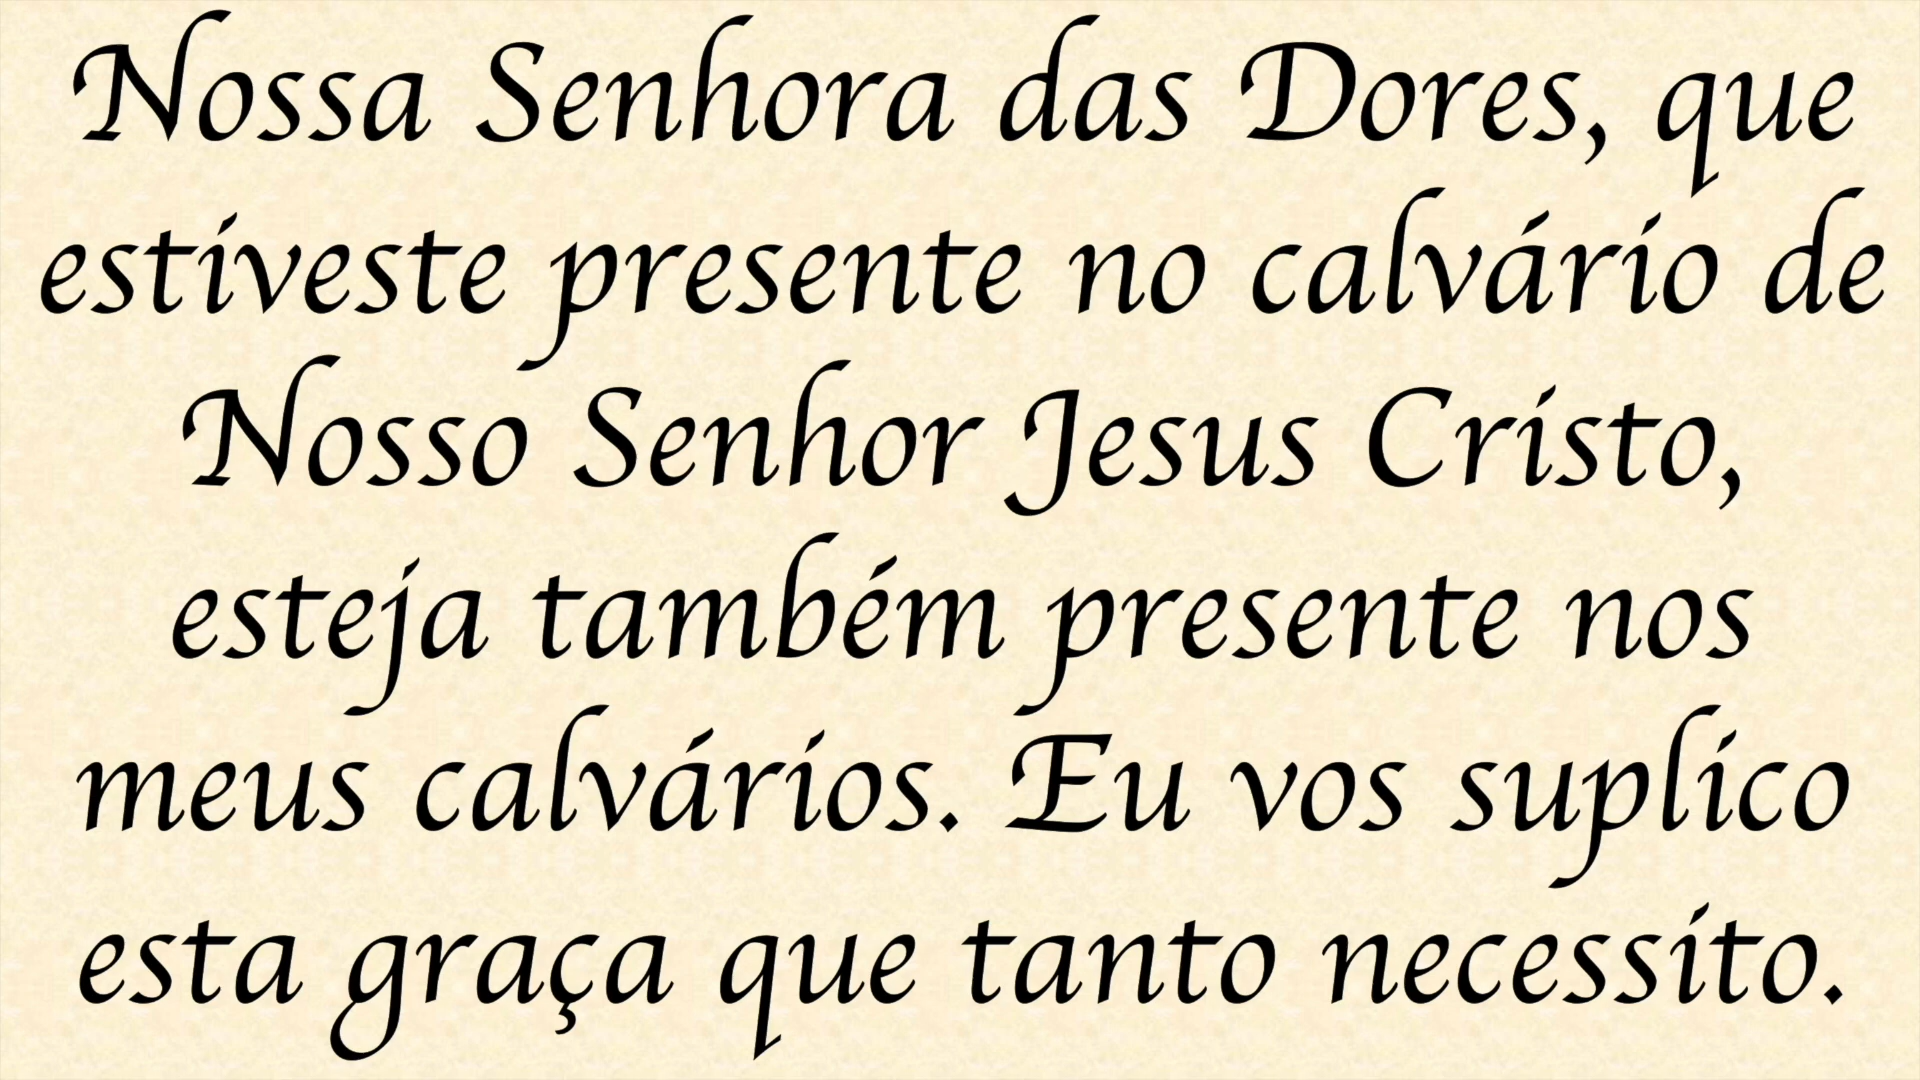 Nossa Senhora das Dores, que
estiveste presente no calvário de
Nosso Senhor Jesus Cristo,
esteja também presente nos
meus calvários. Eu vos suplico
esta graça que tanto necessito.